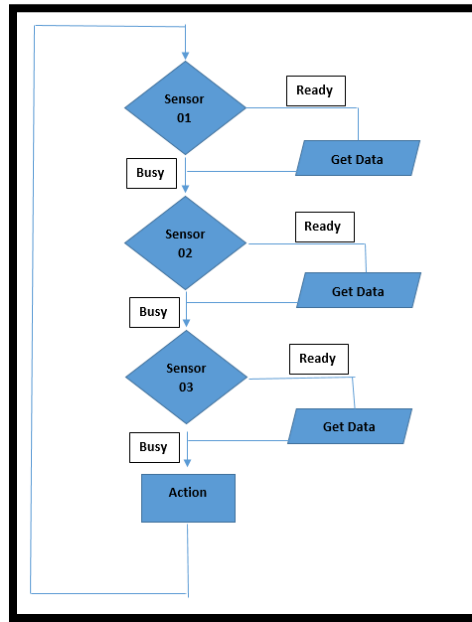 Ready
Sensor
01
Get Data
Busy
Ready
Sensor
02
Get Data
Busy
Ready
Sensor
03
Get Data
Busy
Action